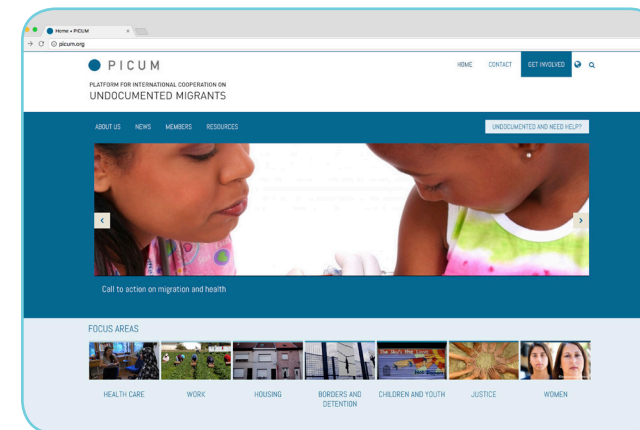 Home • PICUM
picum.org
PICUM
HOME CONTACT GET INVOLVED
PLATFORM FOR INTERNATIONAL COOPERATION ON
UNDOCUMENTED MIGRANTS
ABOUT US NEWS MEMBERS RESOURCES UNDOCUMENTED AND NEED HELP?
Call to action on migration and health
FOCUS AREAS
HEALTH CARE WORK HOUSING BORDERS AND DETENTION CHILDREN AND YOUTH JUSTICE WOMEN